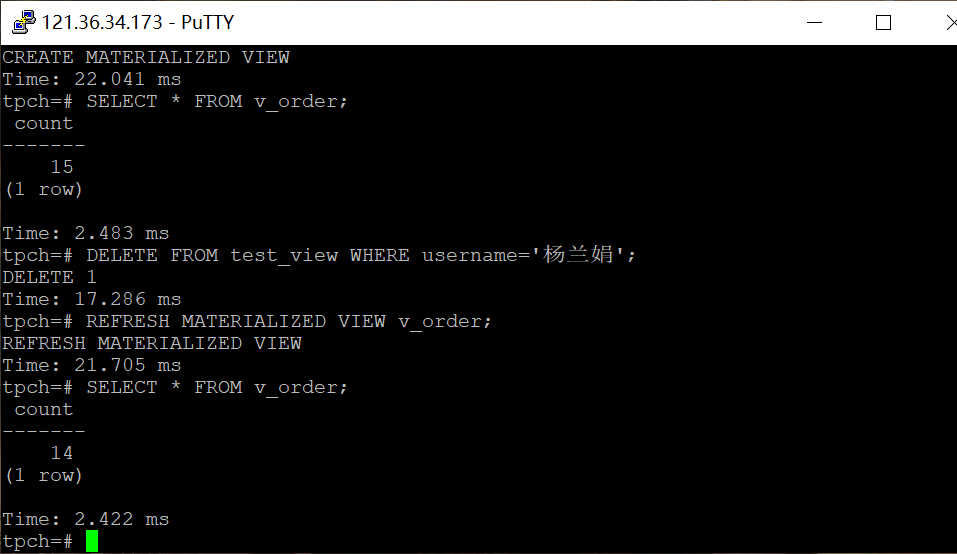 121.36.34.173 - PuTTY
CREATE MATERIALIZED VIEW
Time: 22.041 ms
tpch=# SELECT * FROM v_order;
 count
-------
    15
(1 row)

Time: 2.483 ms
tpch=# DELETE FROM test_view WHERE username='杨兰娟';
DELETE 1
Time: 17.286 ms
tpch=# REFRESH MATERIALIZED VIEW v_order;
REFRESH MATERIALIZED VIEW
Time: 21.705 ms
tpch=# SELECT * FROM v_order;
 count
-------
    14
(1 row)

Time: 2.422 ms
tpch=#